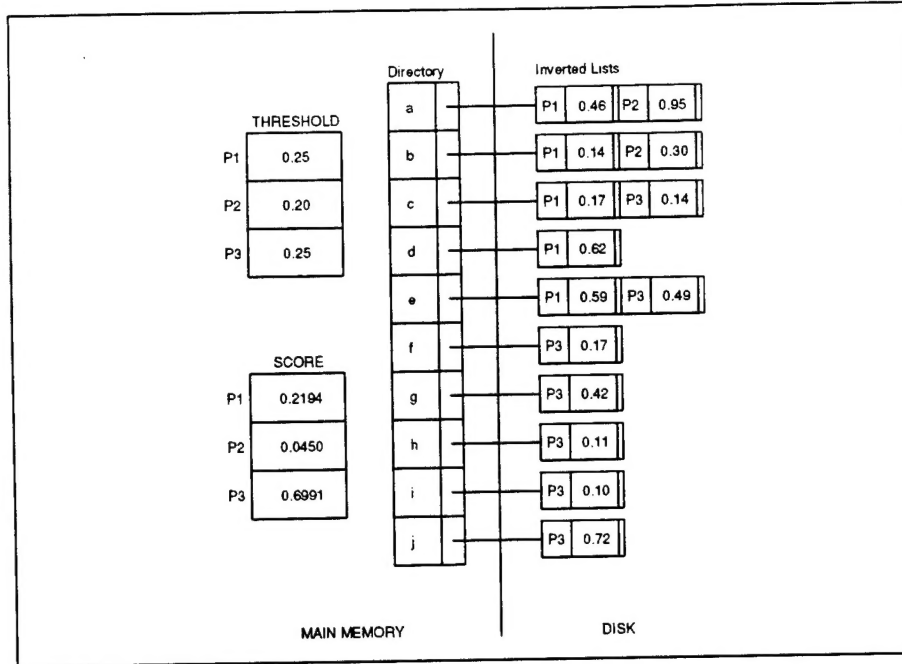 Directory
Inverted Lists
a
P1 0.46 P2 0.95
THRESHOLD
P1 0.25
b
P1 0.14 P2 0.30
P2 0.20
c
P1 0.17 P3 0.14
P3 0.25
d
P1 0.62
e
P1 0.59 P3 0.49
f
P3 0.17
SCORE
P1 0.2194
g
P3 0.42
P2 0.0450
h
P3 0.11
P3 0.6991
i
P3 0.10
j
P3 0.72
MAIN MEMORY
DISK